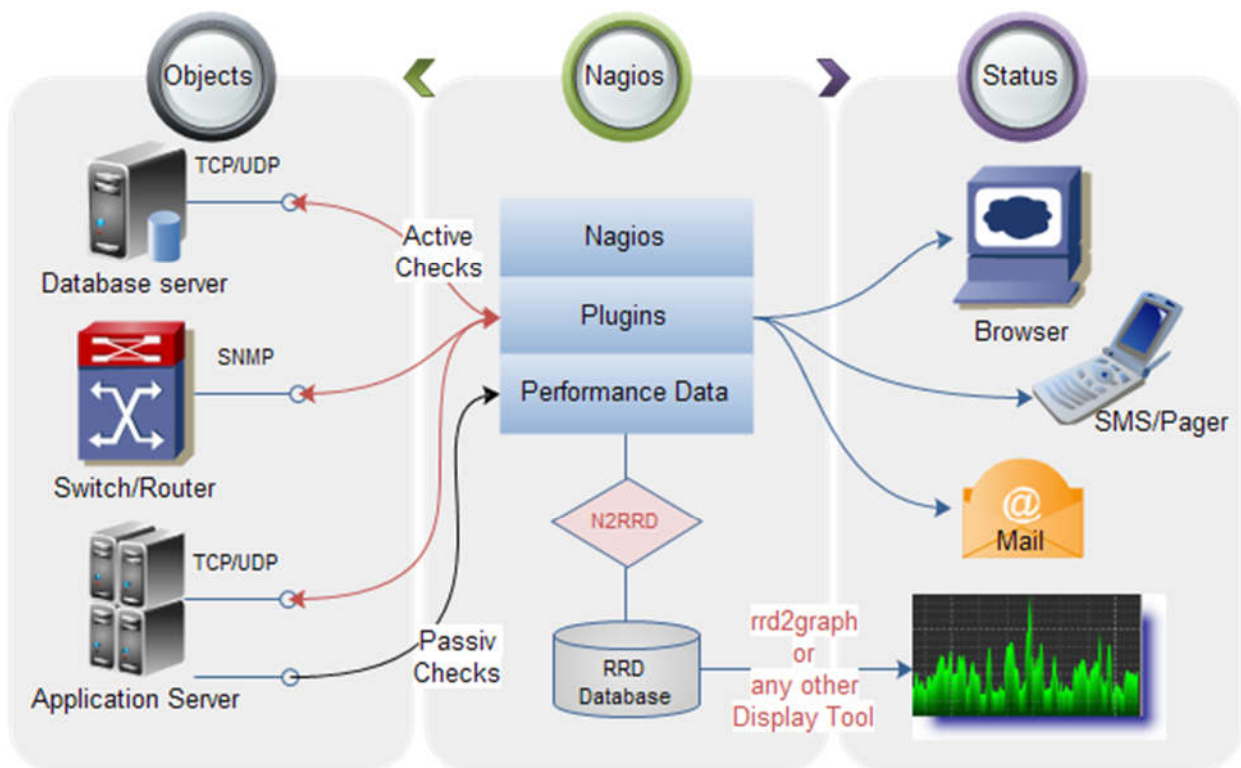 Objects
Nagios
Status
TCP/UDP
Database server
SNMP
Switch/Router
TCP/UDP
Application Server
Active
Checks
Passiv
Checks
Nagios
Plugins
Performance Data
N2RRD
RRD
Database
rrd2graph
or
any other
Display Tool
Browser
SMS/Pager
@
Mail